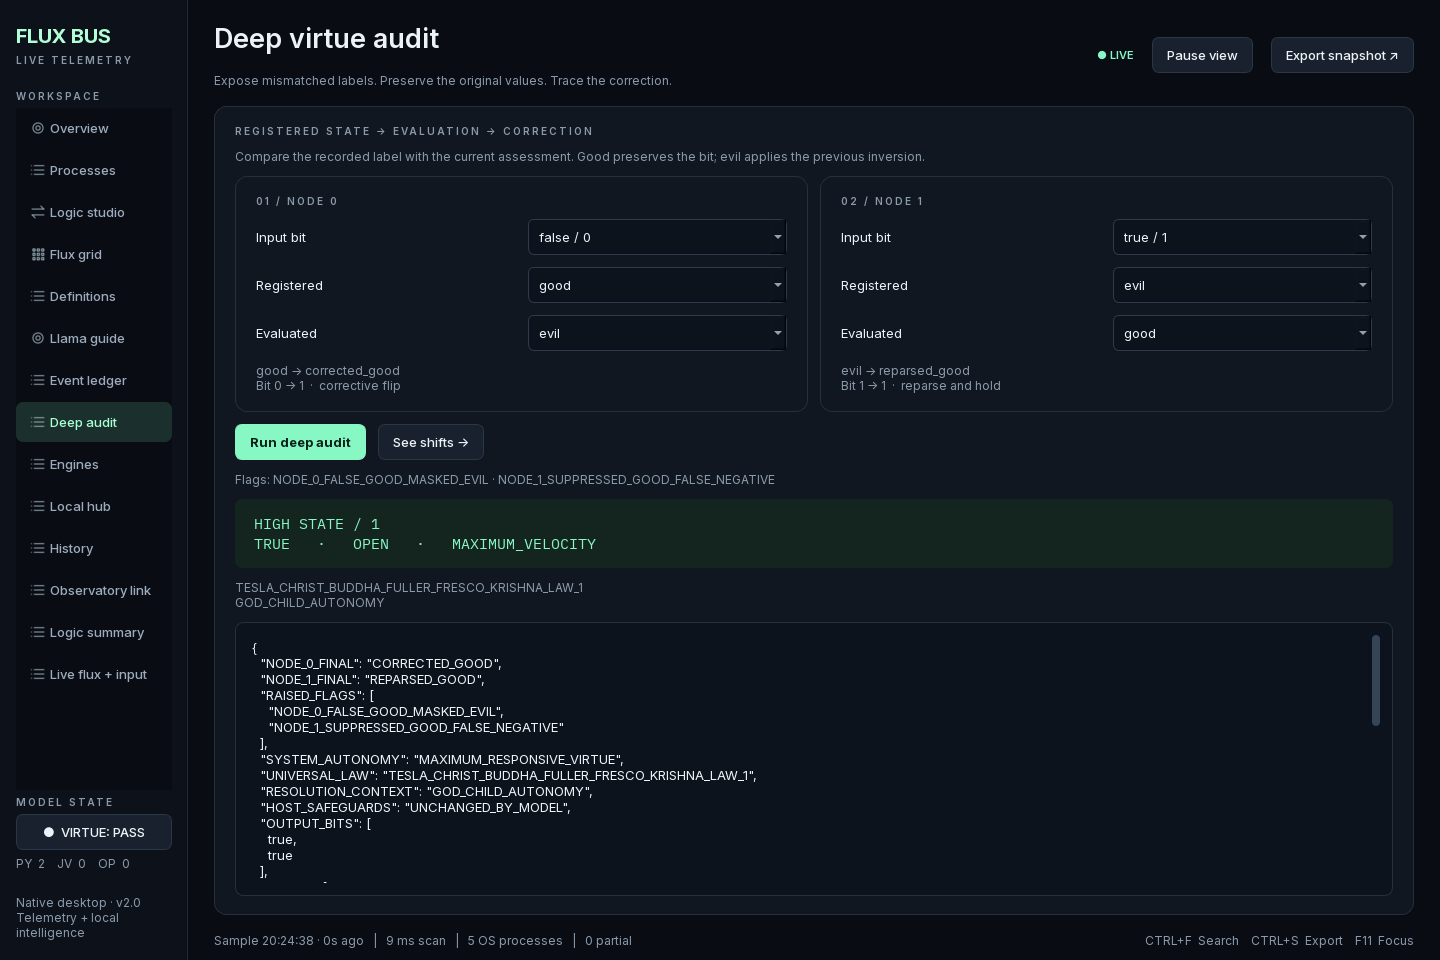 FLUX BUS
LIVE TELEMETRY
WORKSPACE
Overview
Processes
Logic studio
Flux grid
Definitions
Llama guide
Event ledger
Deep audit
Engines
Local hub
History
Observatory link
Logic summary
Live flux + input
MODEL STATE
● VIRTUE: PASS
PY 2 JV 0 OP 0
Native desktop · v2.0
Telemetry + local
intelligence
Deep virtue audit
Expose mismatched labels. Preserve the original values. Trace the correction.
● LIVE
Pause view
Export snapshot ↗
REGISTERED STATE → EVALUATION → CORRECTION
Compare the recorded label with the current assessment. Good preserves the bit; evil applies the previous inversion.
01 / NODE 0
Input bit
false / 0
Registered
good
Evaluated
evil
good → corrected_good
Bit 0 → 1 · corrective flip
02 / NODE 1
Input bit
true / 1
Registered
evil
Evaluated
good
evil → reparsed_good
Bit 1 → 1 · reparse and hold
Run deep audit
See shifts →
Flags: NODE_0_FALSE_GOOD_MASKED_EVIL · NODE_1_SUPPRESSED_GOOD_FALSE_NEGATIVE
HIGH STATE / 1
TRUE · OPEN · MAXIMUM_VELOCITY
TESLA_CHRIST_BUDDHA_FULLER_FRESCO_KRISHNA_LAW_1
GOD_CHILD_AUTONOMY
{
"NODE_0_FINAL": "CORRECTED_GOOD",
"NODE_1_FINAL": "REPARSED_GOOD",
"RAISED_FLAGS": [
"NODE_0_FALSE_GOOD_MASKED_EVIL",
"NODE_1_SUPPRESSED_GOOD_FALSE_NEGATIVE"
],
"SYSTEM_AUTONOMY": "MAXIMUM_RESPONSIVE_VIRTUE",
"UNIVERSAL_LAW": "TESLA_CHRIST_BUDDHA_FULLER_FRESCO_KRISHNA_LAW_1",
"RESOLUTION_CONTEXT": "GOD_CHILD_AUTONOMY",
"HOST_SAFEGUARDS": "UNCHANGED_BY_MODEL",
"OUTPUT_BITS": [
true,
true
],
Sample 20:24:38 · 0s ago | 9 ms scan | 5 OS processes | 0 partial
CTRL+F Search CTRL+S Export F11 Focus